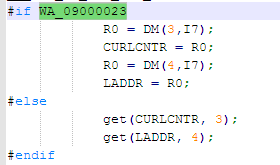 #if WA_09000023
R0 = DM(3,I7);
CURLCNTR = R0;
R0 = DM(4,I7);
LADDR = R0;
#else
get(CURLCNTR, 3);
get(LADDR, 4);
#endif